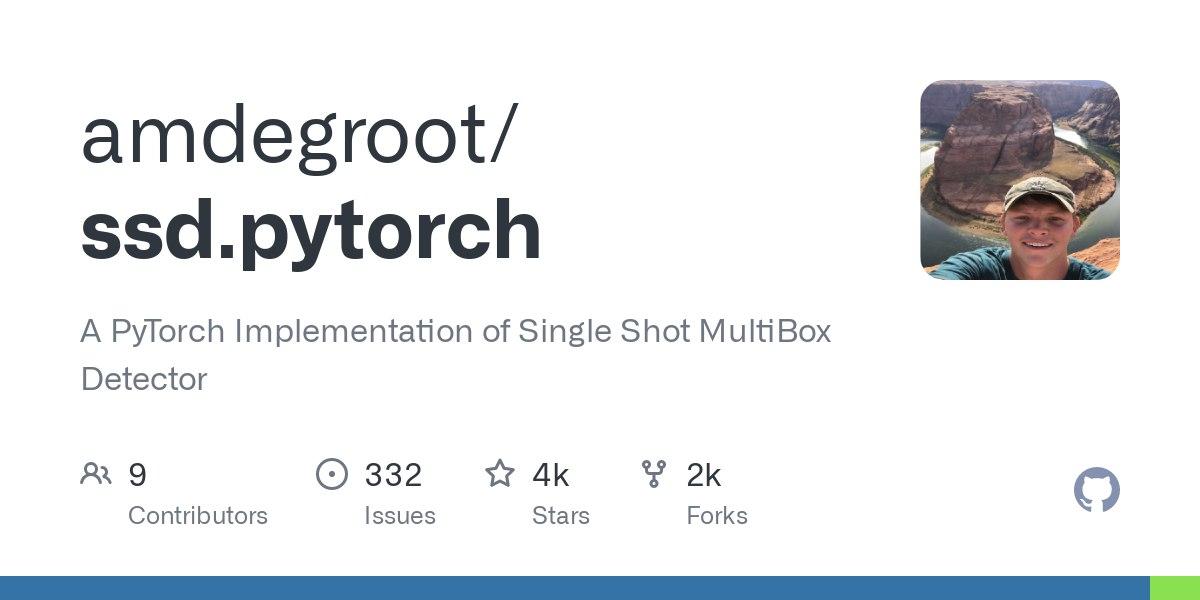 amdegroot/
ssd.pytorch
A PyTorch Implementation of Single Shot MultiBox
Detector
9 332 4k 2k
Contributors Issues Stars Forks